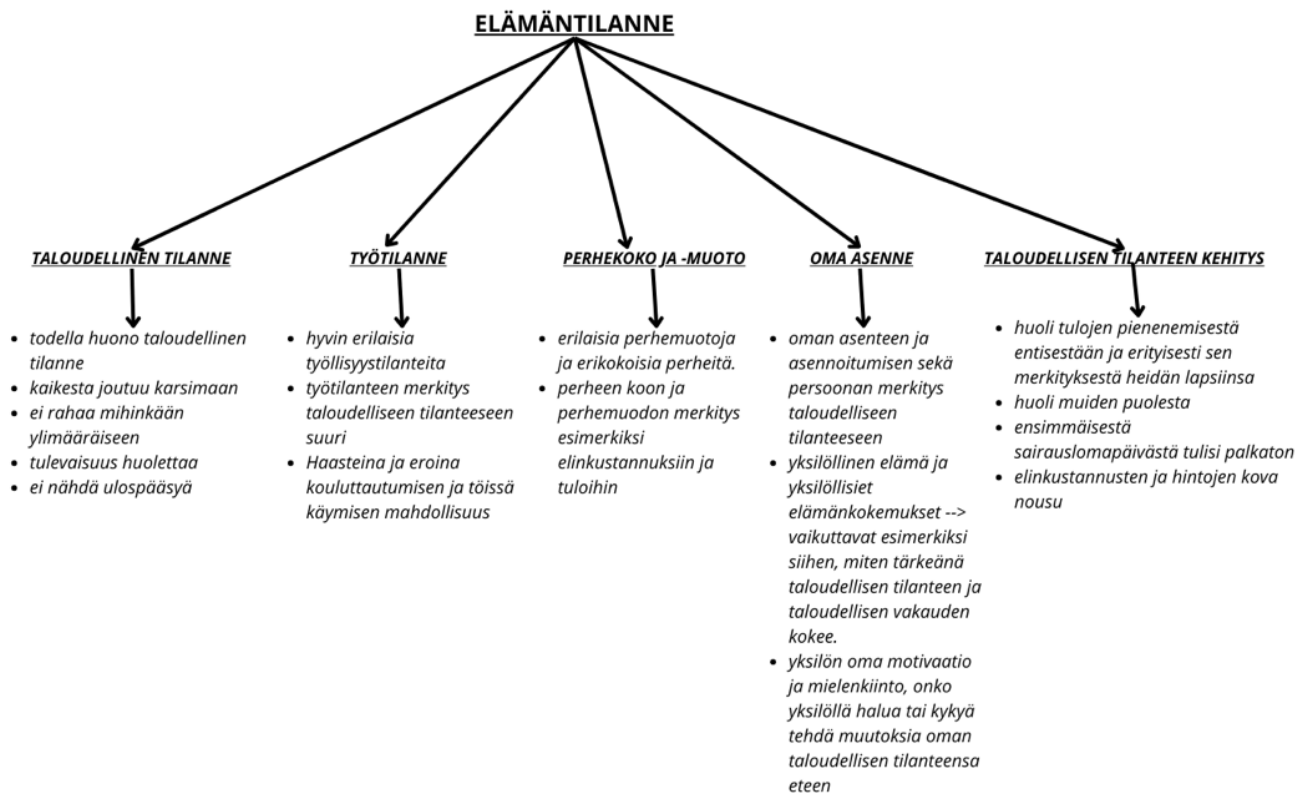 ELÄMÄNTILANNE
TALOUDELLINEN TILANNE
• todella huono taloudellinen
tilanne
• kaikesta joutuu karsimaan
• ei rahaa mihinkään
ylimääräiseen
• tulevaisuus huolettaa
• ei nähdä ulospääsyä
TYÖTILANNE
• hyvin erilaisia
työllisyystilanteita
• työtilanteen merkitys
taloudelliseen tilanteeseen
suuri
• Haasteina ja eroina
kouluttautumisen ja töissä
käymisen mahdollisuus
PERHEKOKO JA -MUOTO
• erilaisia perhemuotoja
ja erikokoisia perheitä.
• perheen koon ja
perhemuodon merkitys
esimerkiksi
elinkustannuksiin ja
tuloihin
OMA ASENNE
• oman asenteen ja
asennoitumisen sekä
persoonan merkitys
taloudelliseen
tilanteeseen
• yksilöllinen elämä ja
yksilöllisiet
elämänkokemukset -->
vaikuttavat esimerkiksi
siihen, miten tärkeänä
taloudellisen tilanteen ja
taloudellisen vakauden
kokee.
• yksilön oma motivaatio
ja mielenkiinto, onko
yksilöllä halua tai kykyä
tehdä muutoksia oman
taloudellisen tilanteensa
eteen
TALOUDELLISEN TILANTEEN KEHITYS
• huoli tulojen pienenemisestä
entisestään ja erityisesti sen
merkityksestä heidän lapsiinsa
• huoli muiden puolesta
• ensimmäisestä
sairauslomapäivästä tulisi palkaton
• elinkustannusten ja hintojen kova
nousu